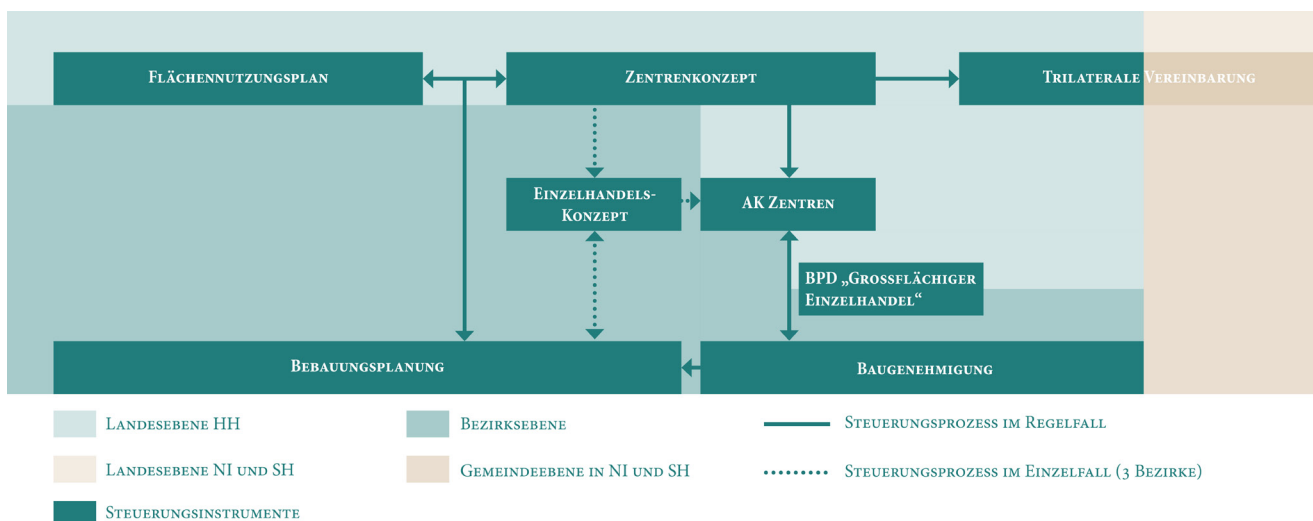 Flächennutzungsplan
Zentrenkonzept
Trilaterale Vereinbarung
Einzelhandels-
Konzept
AK Zentren
BPD „Grossflächiger
Einzelhandel“
Bebauungsplanung
Baugenehmigung
Landesebene HH
Bezirksebene
Steuerungsprozess im Regelfall
Landesebene NI und SH
Gemeindeebene in NI und SH
Steuerungsprozess im Einzelfall (3 Bezirke)
Steuerungsinstrumente